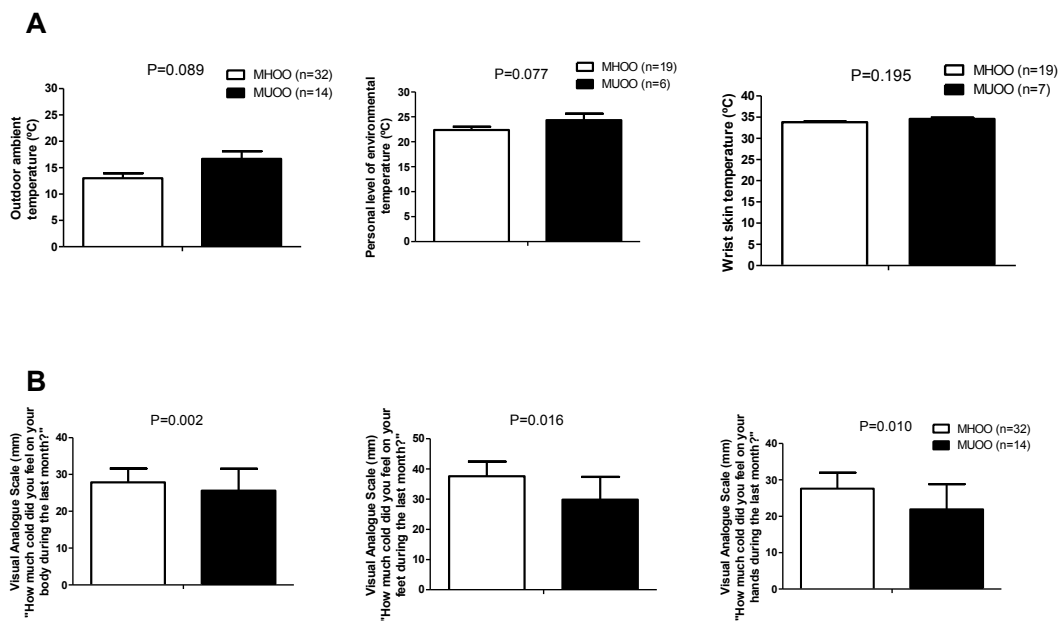 A
P=0.089
MHOO (n=32)
MUOO (n=14)
Outdoor ambient
temperature (ºC)
30
25
20
15
10
5
0
P=0.077
MHOO (n=19)
MUOO (n=6)
Personal level of environmental
temperature (ºC)
30
25
20
15
10
5
0
P=0.195
MHOO (n=19)
MUOO (n=7)
Wrist skin temperature (ºC)
40
35
30
25
20
15
10
5
0
B
P=0.002
Visual Analogue Scale (mm)
"How much cold did you feel on your
body during the last month?"
40
30
20
10
0
P=0.016
Visual Analogue Scale (mm)
"How much cold did you feel on your
feet during the last month?"
50
40
30
20
10
0
P=0.010
MHOO (n=32)
MUOO (n=14)
Visual Analogue Scale (mm)
"How much cold did you feel on your
hands during the last month?"
40
30
20
10
0